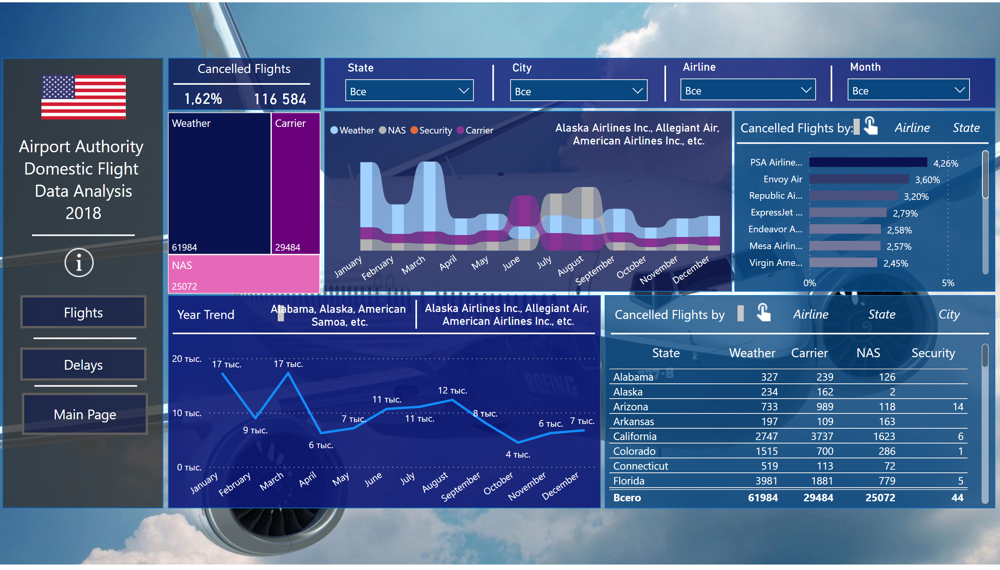 Airport Authority
Domestic Flight
Data Analysis
2018
Flights
Delays
Main Page
Cancelled Flights
1,62% 116 584
State
Все
City
Все
Airline
Все
Month
Все
Weather
61984
Carrier
29484
NAS
25072
Weather NAS Security Carrier
Alaska Airlines Inc., Allegiant Air,
American Airlines Inc., etc.
January February March April May June July August September October November December
Cancelled Flights by: Airline State
PSA Airline... 4,26%
Envoy Air 3,60%
Republic Ai... 3,20%
ExpressJet ... 2,79%
Endeavor A... 2,58%
Mesa Airlin... 2,57%
Virgin Ame... 2,45%
0% 5%
Year Trend
Alabama, Alaska, American
Samoa, etc.
Alaska Airlines Inc., Allegiant Air,
American Airlines Inc., etc.
20 тыс.
10 тыс.
0 тыс.
17 тыс.
9 тыс.
17 тыс.
6 тыс.
7 тыс.
11 тыс.
11 тыс.
12 тыс.
8 тыс.
4 тыс.
6 тыс.
7 тыс.
January February March April May June July August September October November December
BOEING
Cancelled Flights by Airline State City
State Weather Carrier NAS Security
737-8
Alabama 327 239 126
Alaska 234 162 2
Arizona 733 989 118 14
Arkansas 197 109 163
California 2747 3737 1623 6
Colorado 1515 700 286 1
Connecticut 519 113 72
Florida 3981 1881 779 5
Всего 61984 29484 25072 44